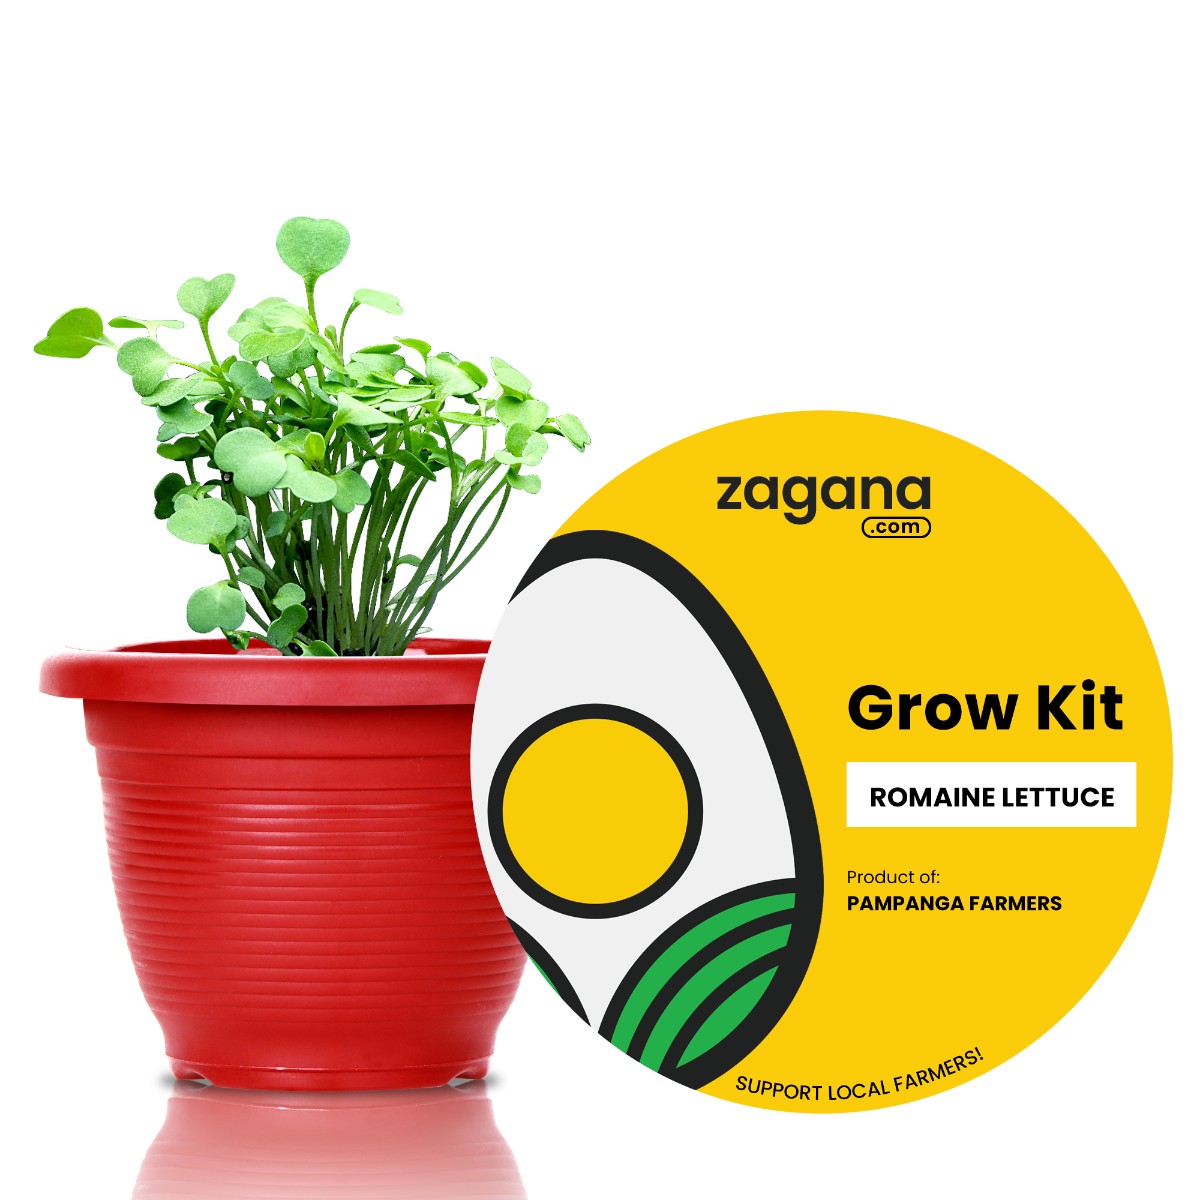 zagana
.com
Grow Kit
ROMAINE LETTUCE
Product of:
PAMPANGA FARMERS
SUPPORT LOCAL FARMERS!